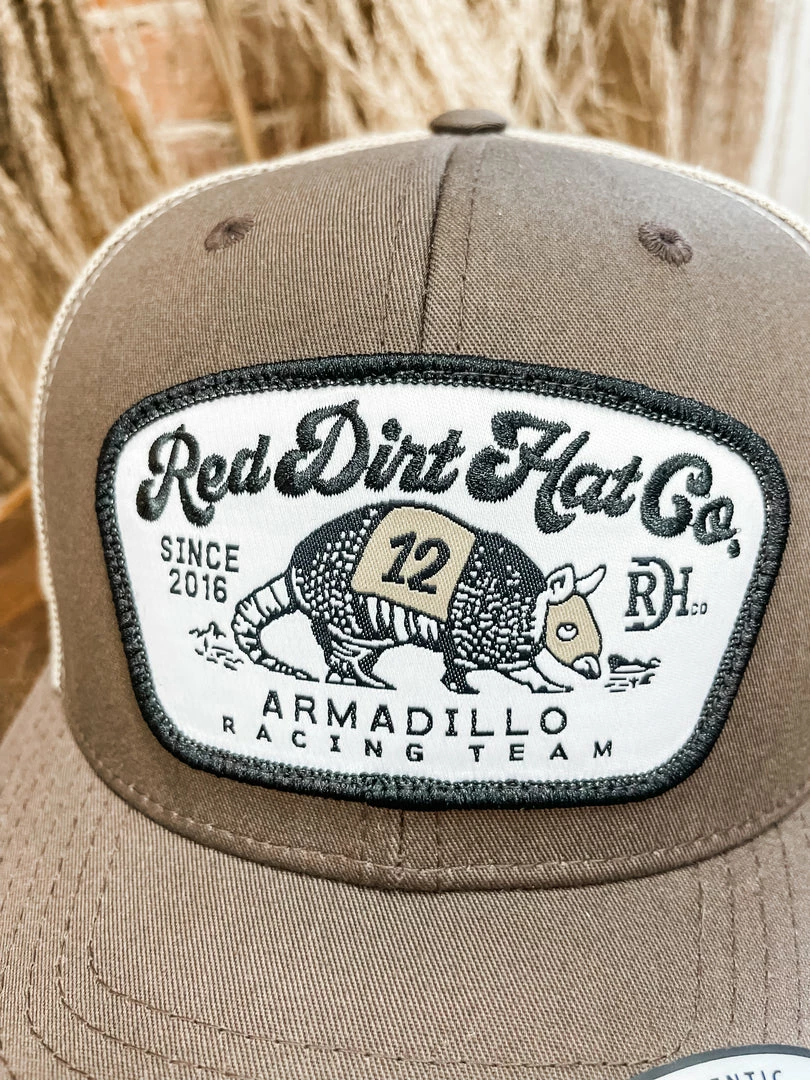 Red Dirt Hat Co.
SINCE
2016
12
RDH CO
ARMADILLO
RACING TEAM